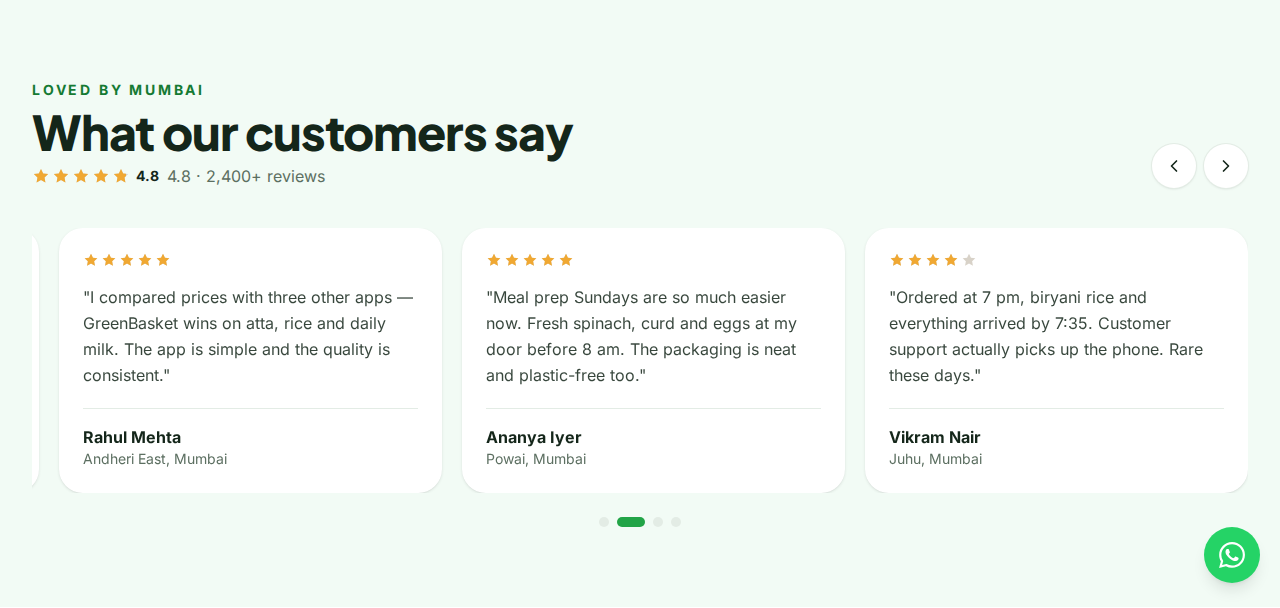 LOVED BY MUMBAI
What our customers say
4.8 4.8 · 2,400+ reviews
"I compared prices with three other apps —
GreenBasket wins on atta, rice and daily
milk. The app is simple and the quality is
consistent."
Rahul Mehta
Andheri East, Mumbai
"Meal prep Sundays are so much easier
now. Fresh spinach, curd and eggs at my
door before 8 am. The packaging is neat
and plastic-free too."
Ananya Iyer
Powai, Mumbai
"Ordered at 7 pm, biryani rice and
everything arrived by 7:35. Customer
support actually picks up the phone. Rare
these days."
Vikram Nair
Juhu, Mumbai